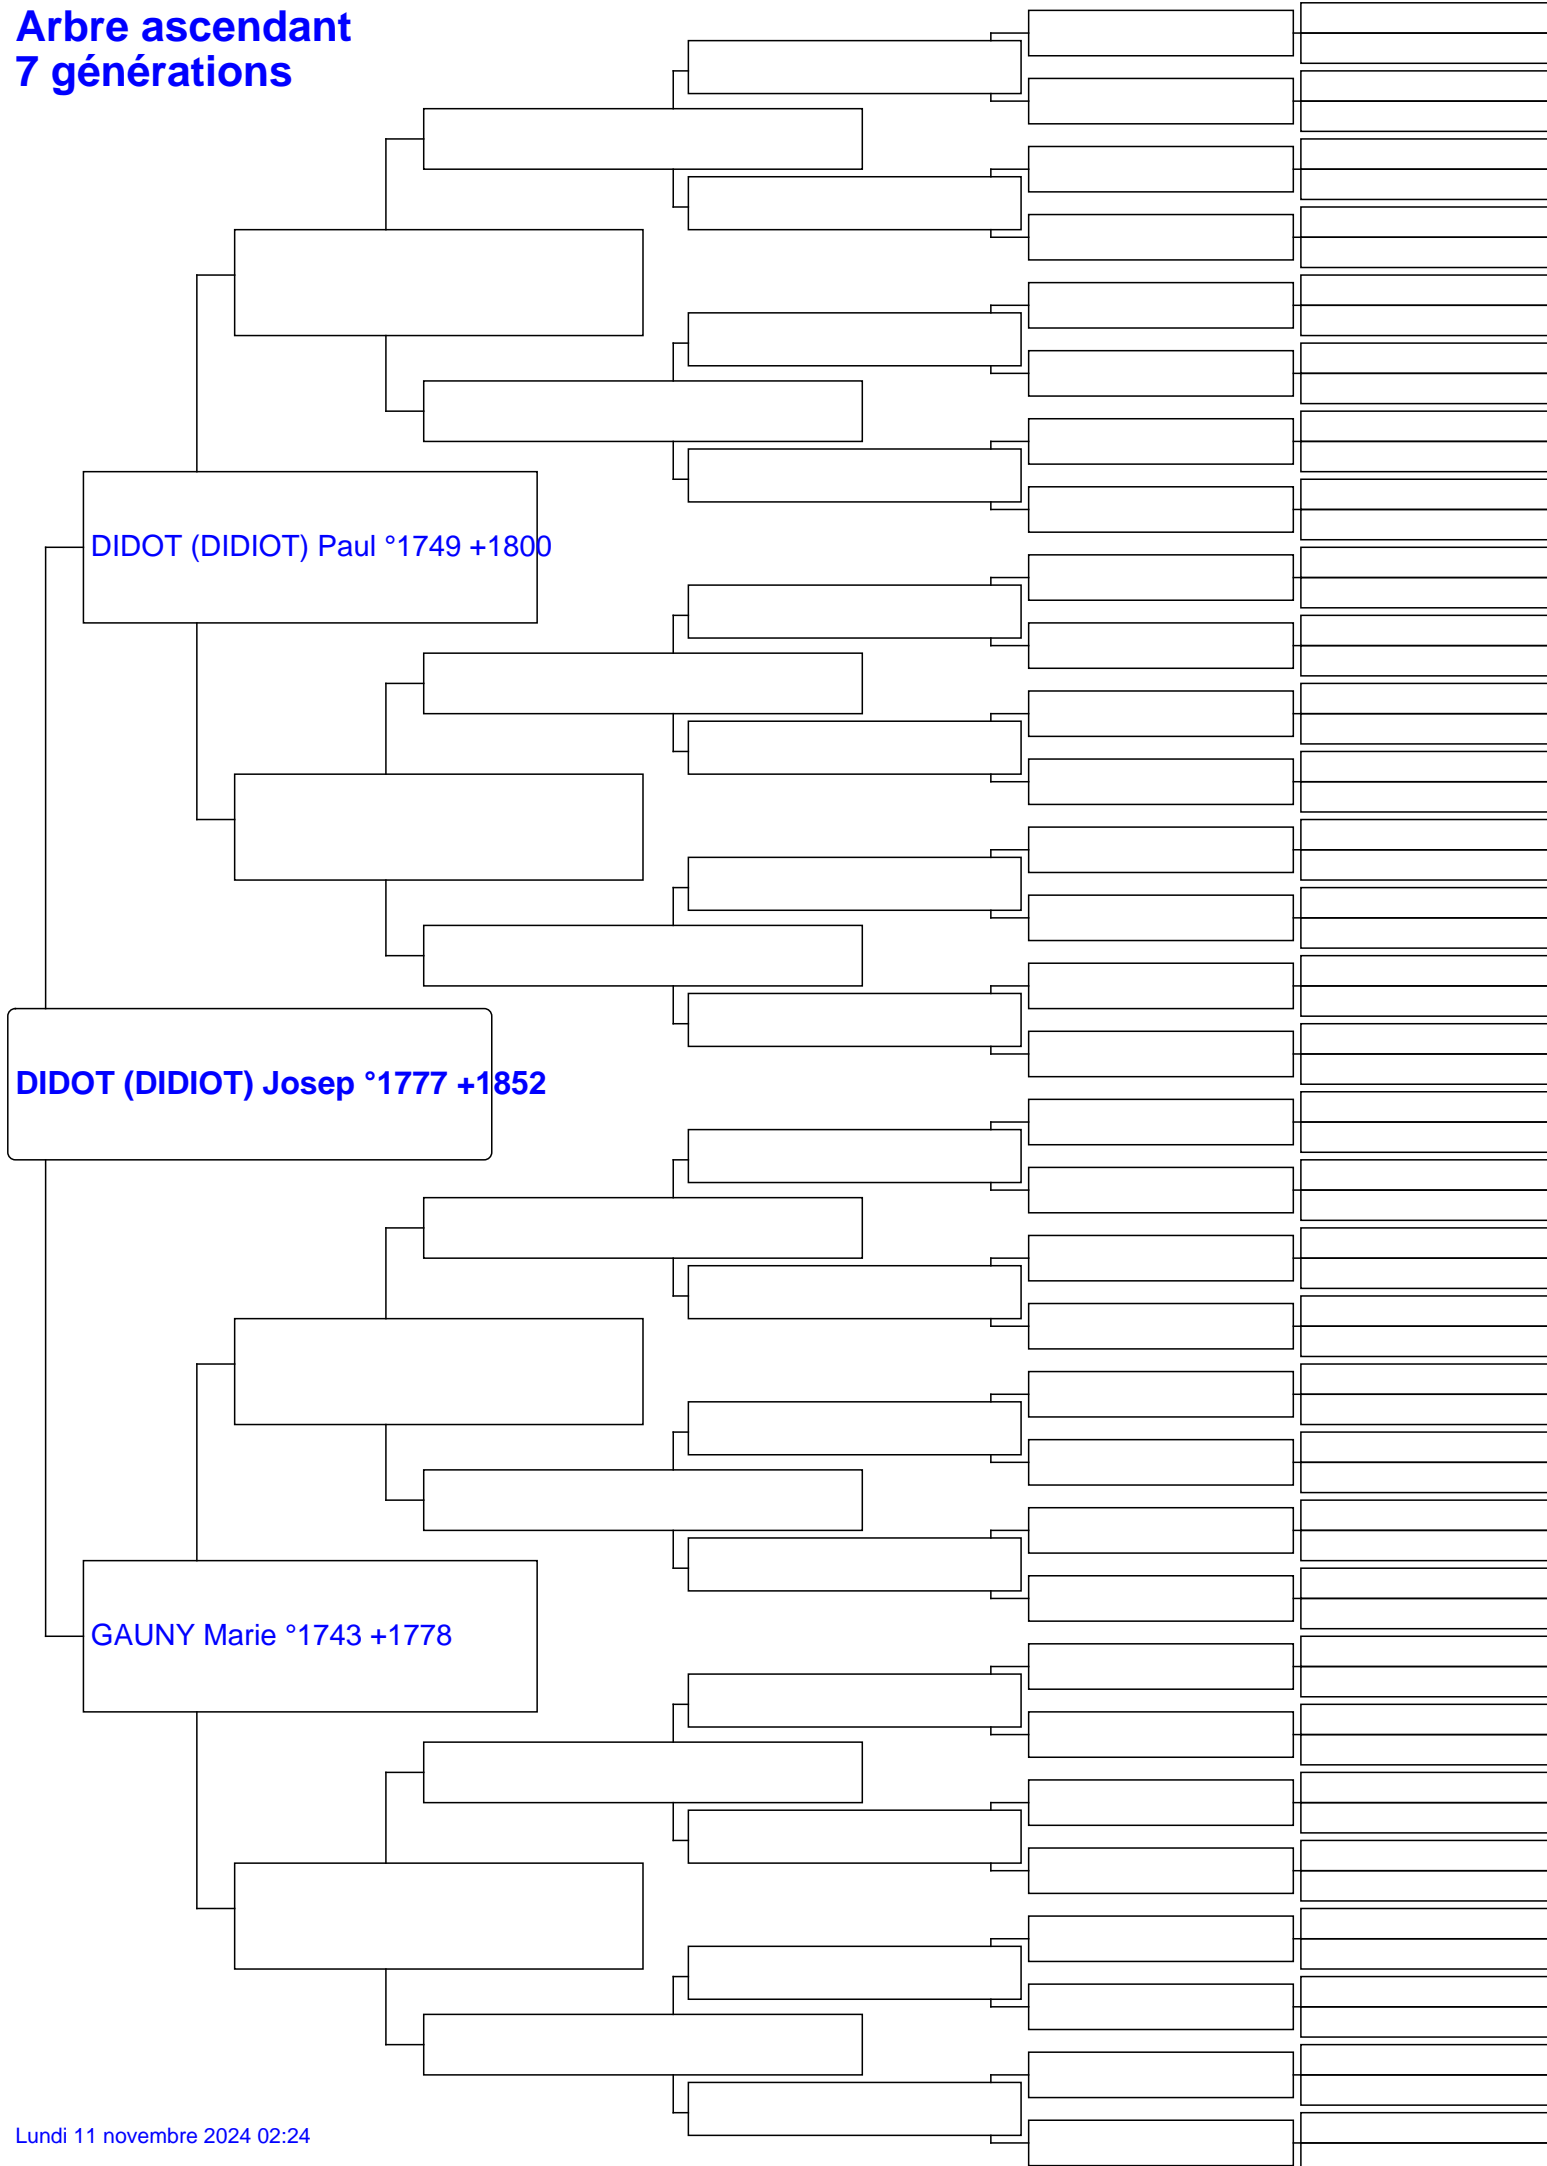 Arbre ascendant
7 générations
DIDOT (DIDIOT) Paul °1749 +1800
DIDOT (DIDIOT) Josep °1777 +1852
GAUNY Marie °1743 +1778
Lundi 11 novembre 2024 02:24